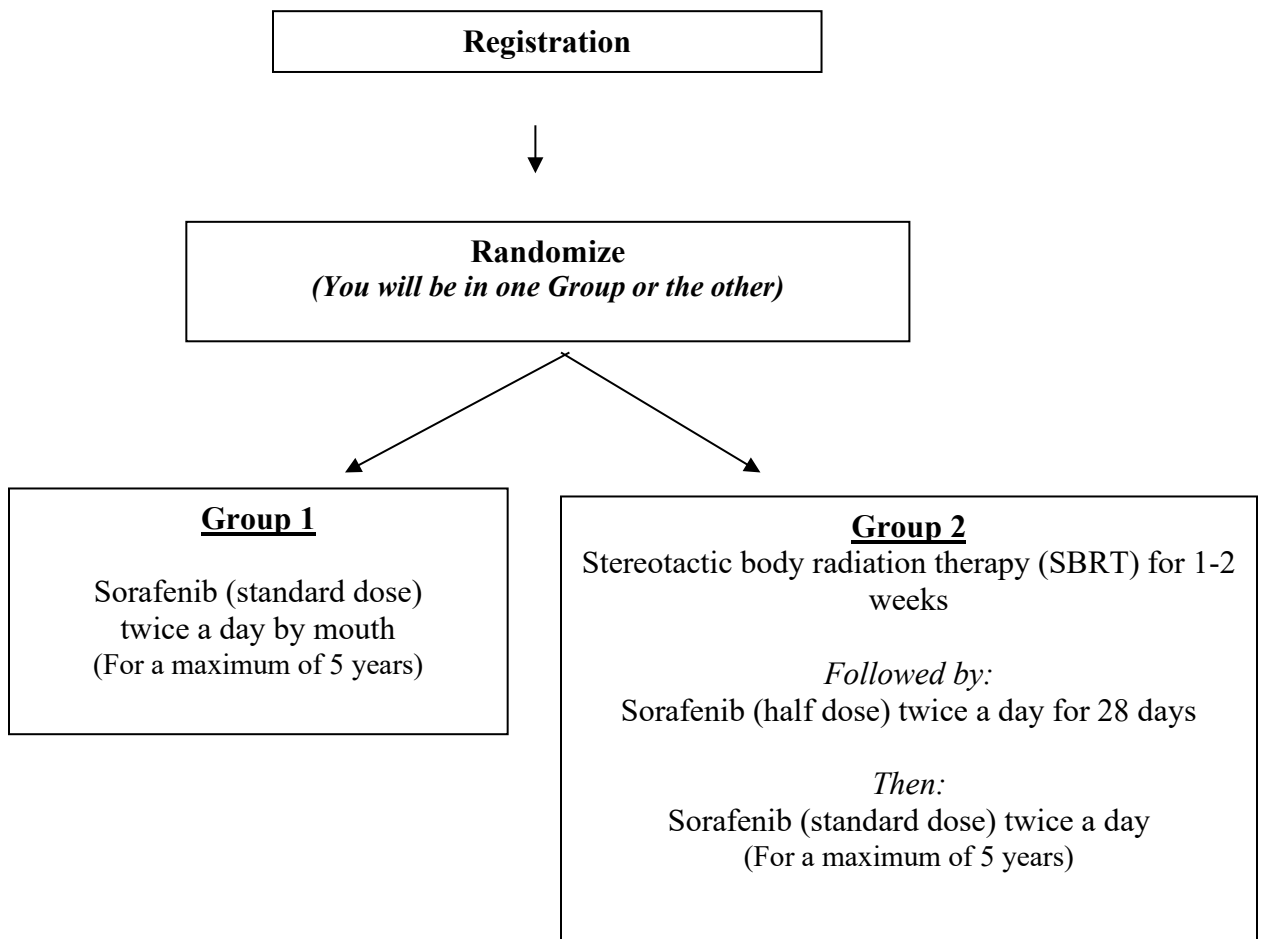 Registration
Randomize
(You will be in one Group or the other)
Group 1
Sorafenib (standard dose)
twice a day by mouth
(For a maximum of 5 years)
Group 2
Stereotactic body radiation therapy (SBRT) for 1-2
weeks
Followed by:
Sorafenib (half dose) twice a day for 28 days
Then:
Sorafenib (standard dose) twice a day
(For a maximum of 5 years)